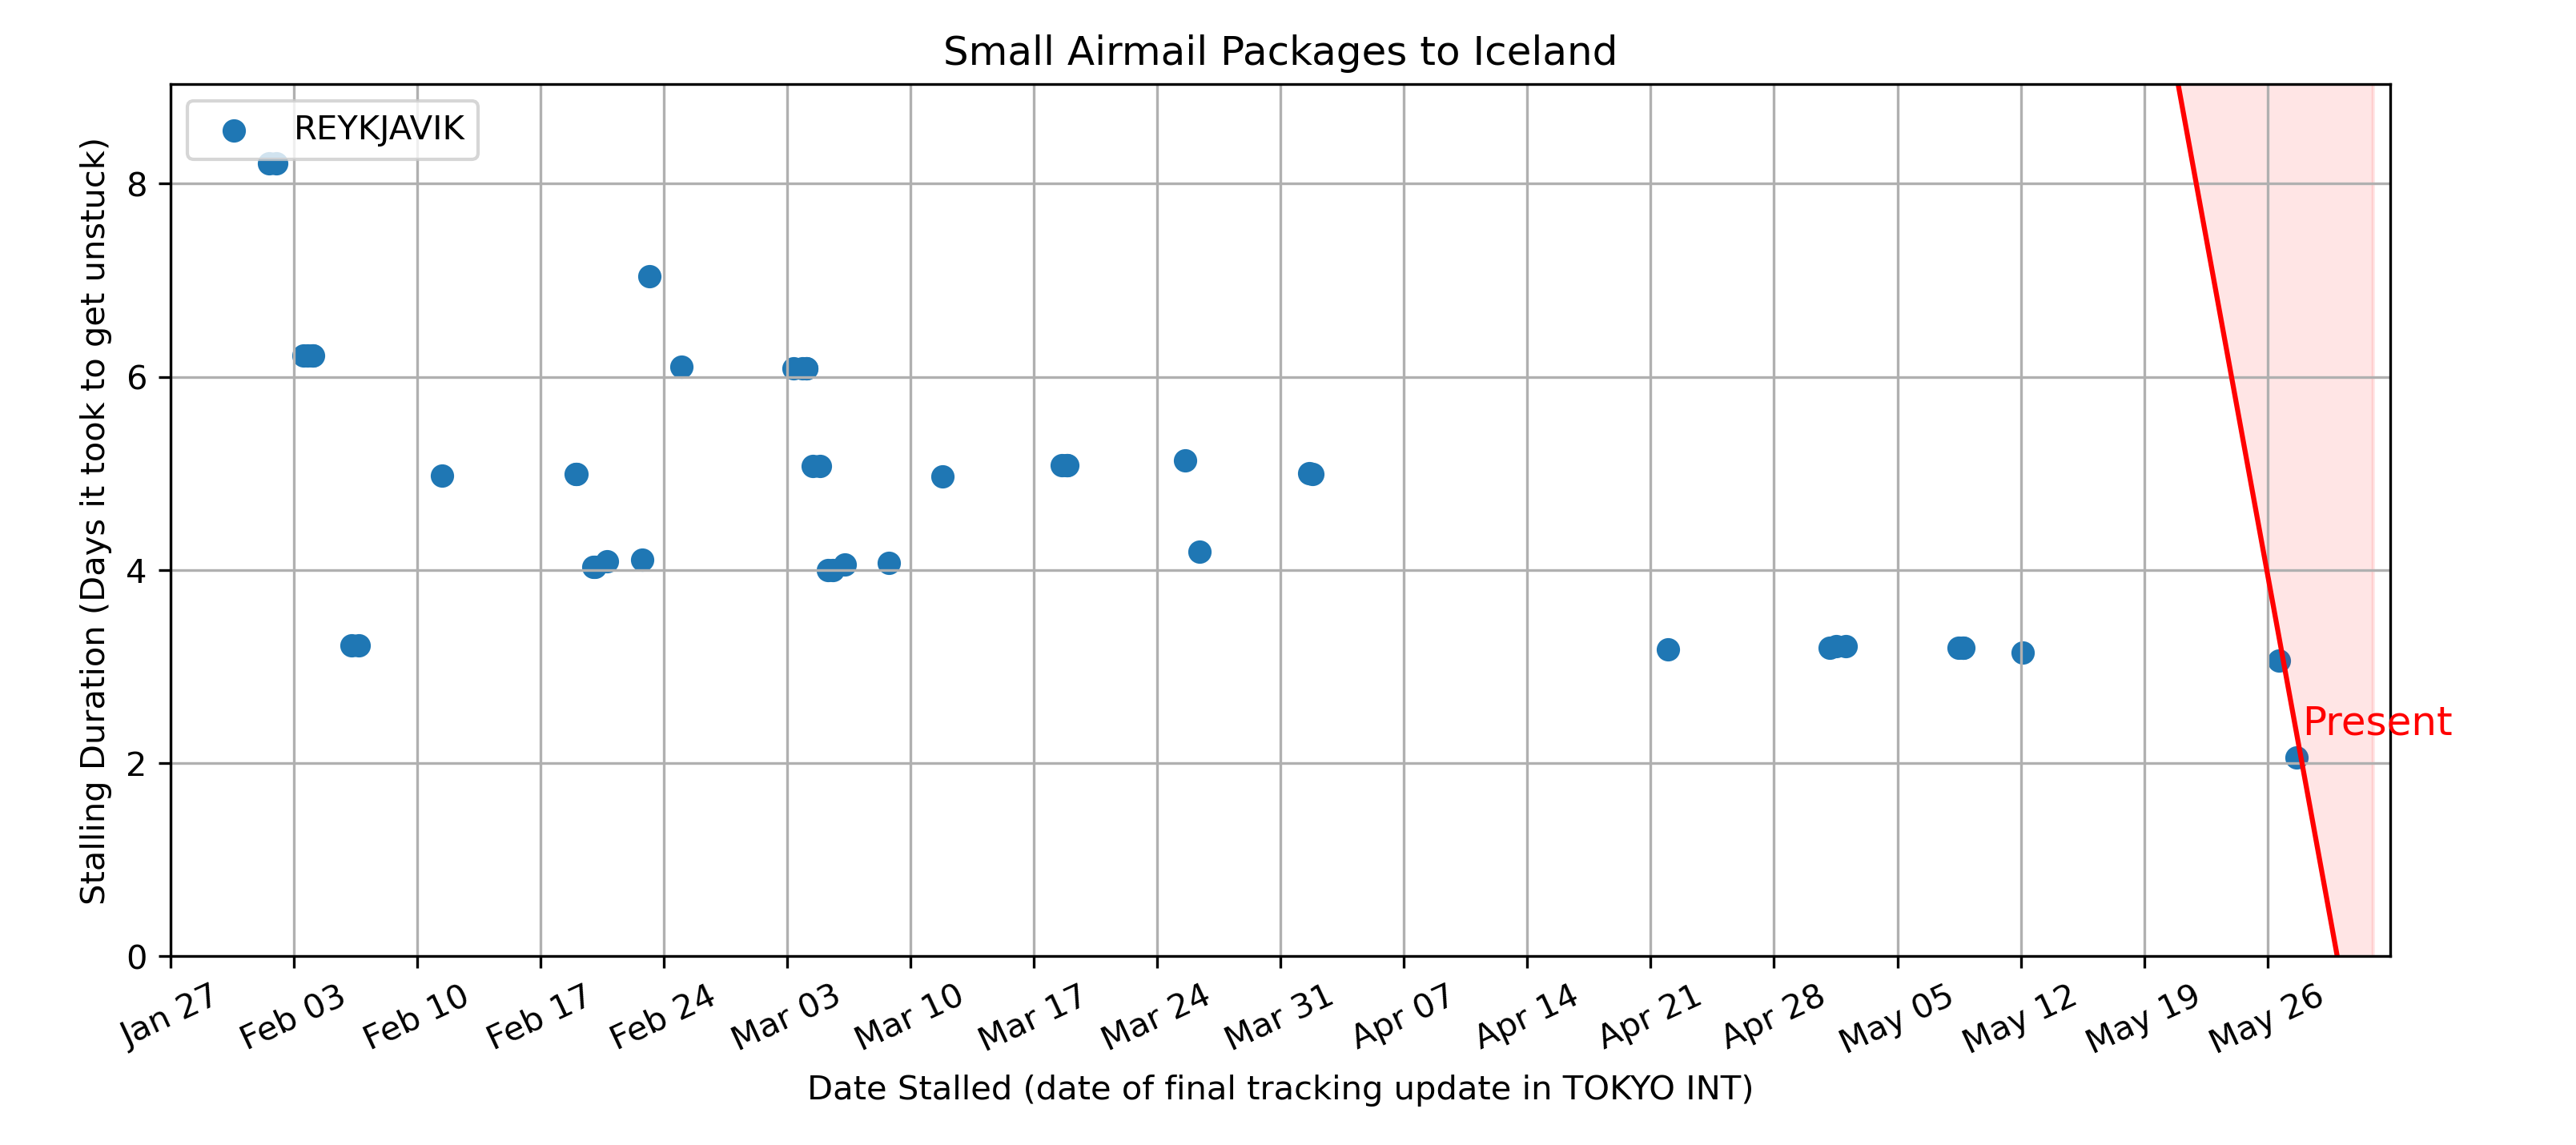 Small Airmail Packages to Iceland
REYKJAVIK
Stalling Duration (Days it took to get unstuck)
8
6
4
2
0
Present
Jan 27 Feb 03 Feb 10 Feb 17 Feb 24 Mar 03 Mar 10 Mar 17 Mar 24 Mar 31 Apr 07 Apr 14 Apr 21 Apr 28 May 05 May 12 May 19 May 26
Date Stalled (date of final tracking update in TOKYO INT)